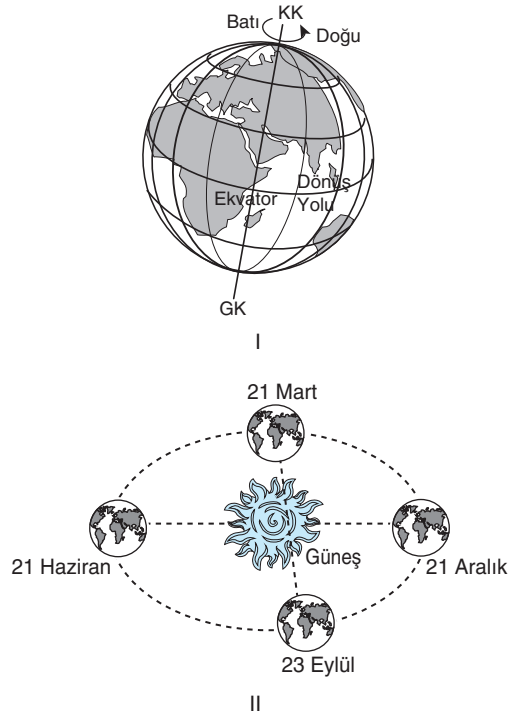 KK
Batı
Doğu
Dönüş
Ekvator
Yolu
GK
I
21 Mart
Güneş
21 Haziran
21 Aralık
23 Eylül
II